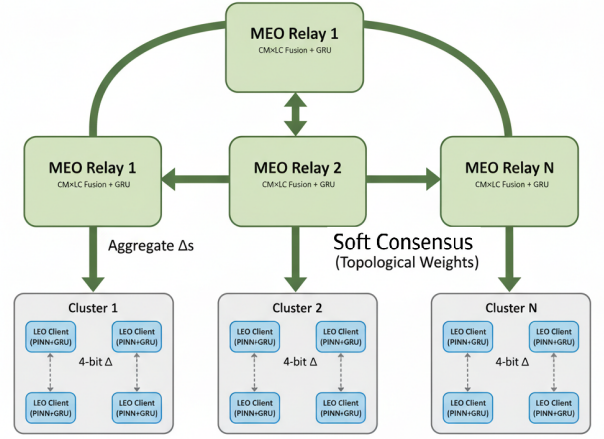 MEO Relay 1
CM×LC Fusion + GRU
MEO Relay 1
CM×LC Fusion + GRU
MEO Relay 2
CM×LC Fusion + GRU
MEO Relay N
CM×LC Fusion + GRU
Aggregate Δs
Soft Consensus
(Topological Weights)
Cluster 1
LEO Client
(PINN+GRU)
LEO Client
(PINN+GRU)
4-bit Δ
LEO Client
(PINN+GRU)
LEO Client
(PINN+GRU)
Cluster 2
LEO Client
(PINN+GRU)
LEO Client
(PINN+GRU)
4-bit Δ
LEO Client
(PINN+GRU)
LEO Client
(PINN+GRU)
Cluster N
LEO Client
(PINN+GRU)
LEO Client
(PINN+GRU)
4-bit Δ
LEO Client
(PINN+GRU)
LEO Client
(PINN+GRU)